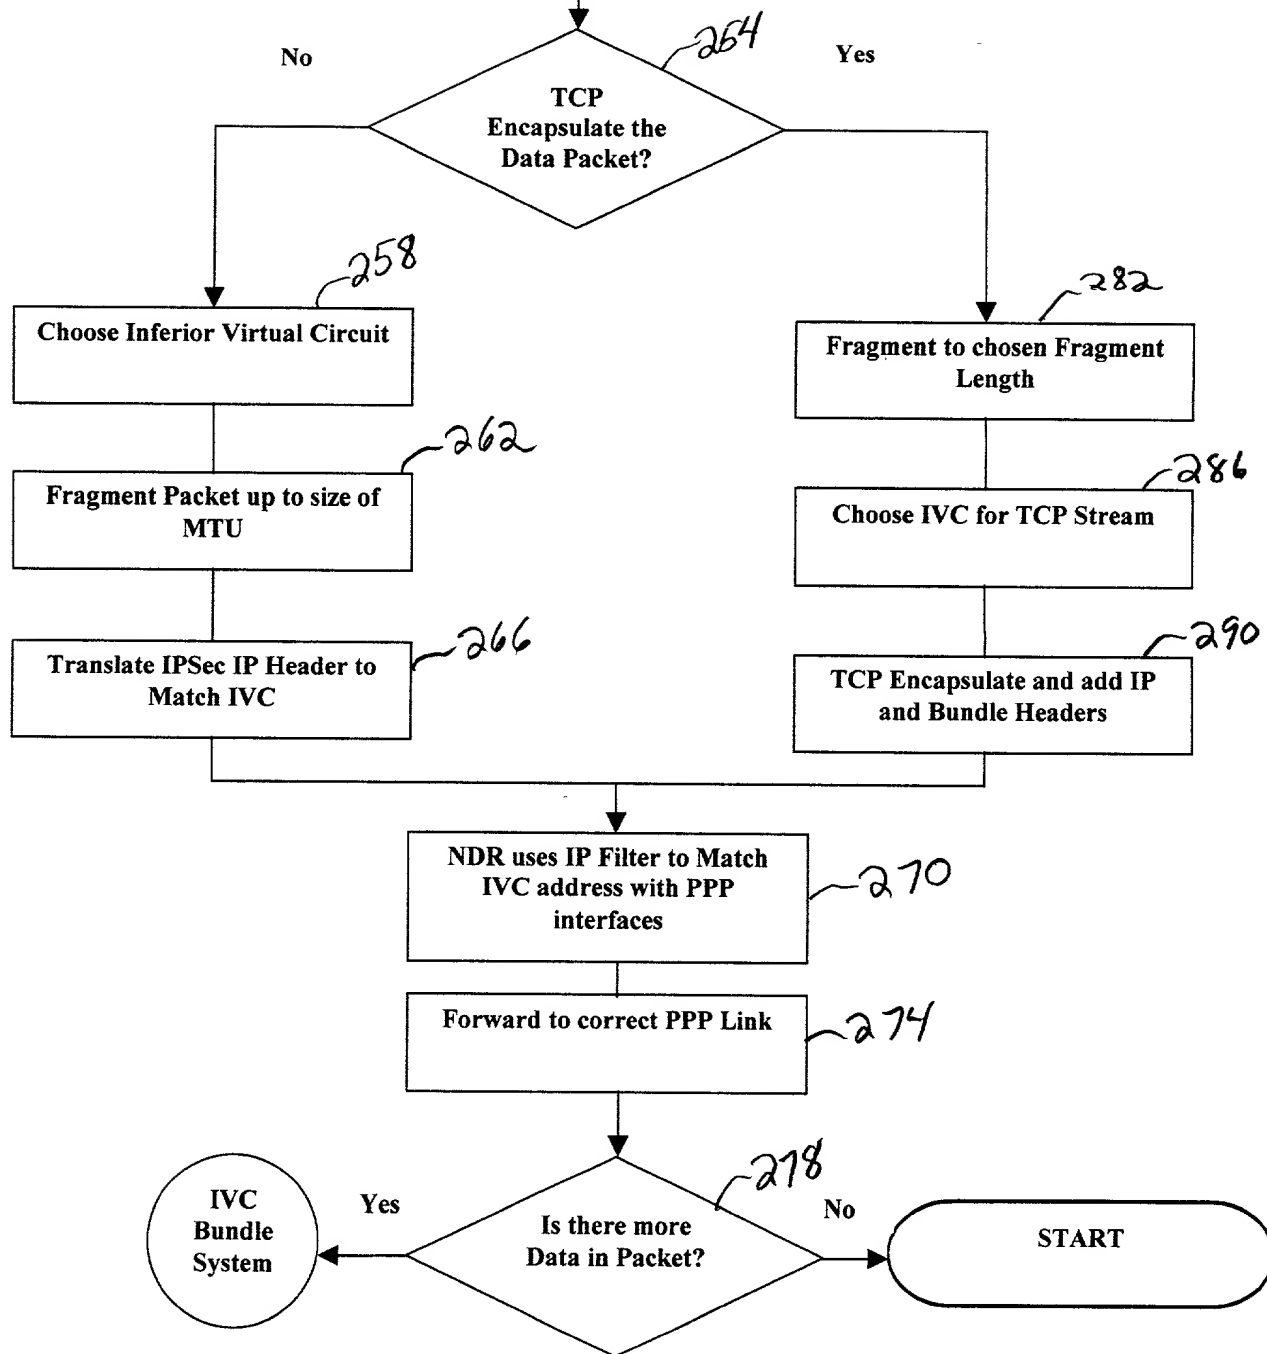 254
No
Yes
TCP
Encapsulate the
Data Packet?
258
Choose Inferior Virtual Circuit
282
Fragment to chosen Fragment
Length
262
Fragment Packet up to size of
MTU
286
Choose IVC for TCP Stream
266
Translate IPSec IP Header to
Match IVC
290
TCP Encapsulate and add IP
and Bundle Headers
NDR uses IP Filter to Match
IVC address with PPP
interfaces
270
Forward to correct PPP Link
274
278
IVC
Bundle
System
Yes
Is there more
Data in Packet?
No
START